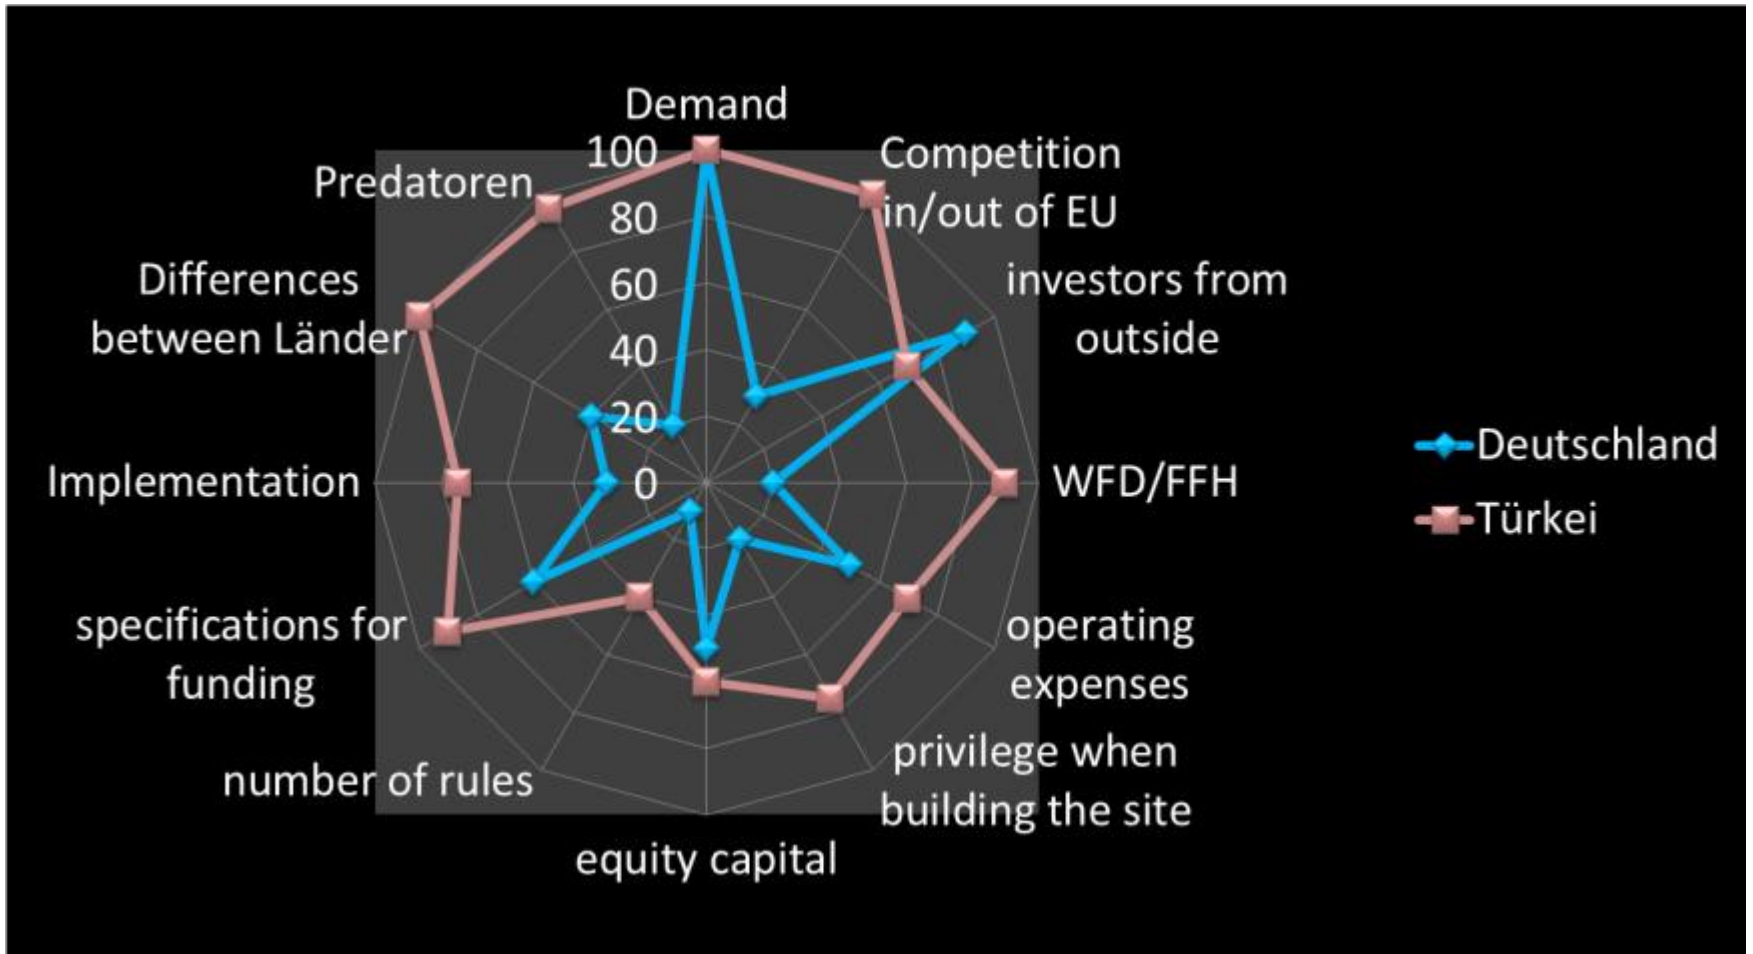 Demand
Competition
in/out of EU
investors from
outside
WFD/FFH
operating
expenses
privilege when
building the site
equity capital
number of rules
specifications for
funding
Implementation
Differences
between Länder
Predatoren
100
80
60
40
20
0
Deutschland
Türkei